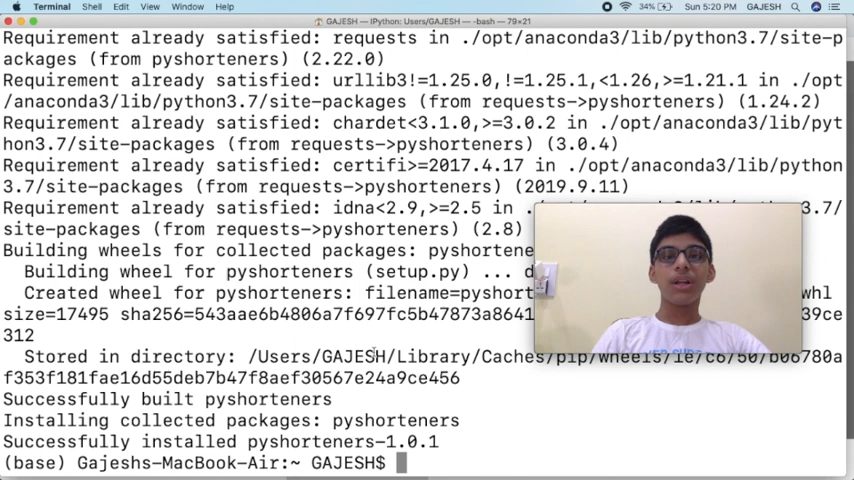 Terminal Shell Edit View Window Help 34% Sun 5:20 PM GAJESH
GAJESH — IPython: Users/GAJESH — -bash — 79×21
Requirement already satisfied: requests in ./opt/anaconda3/lib/python3.7/site-p
ackages (from pyshorteners) (2.22.0)
Requirement already satisfied: urllib3!=1.25.0,!=1.25.1,<1.26,>=1.21.1 in ./opt
/anaconda3/lib/python3.7/site-packages (from requests->pyshorteners) (1.24.2)
Requirement already satisfied: chardet<3.1.0,>=3.0.2 in ./opt/anaconda3/lib/pyt
hon3.7/site-packages (from requests->pyshorteners) (3.0.4)
Requirement already satisfied: certifi>=2017.4.17 in ./opt/anaconda3/lib/python
3.7/site-packages (from requests->pyshorteners) (2019.9.11)
Requirement already satisfied: idna<2.9,>=2.5 in ./ 3.7/
site-packages (from requests->pyshorteners) (2.8)
Building wheels for collected packages: pyshortene
Building wheel for pyshorteners (setup.py) ... d
Created wheel for pyshorteners: filename=pyshort whl
size=17495 sha256=543aae6b4806a7f697fc5b47873a8641 39ce
312
Stored in directory: /Users/GAJESH/Library/Caches/pip/wheels/1e/c6/50/b06780a
f353f181fae16d55deb7b47f8aef30567e24a9ce456
Successfully built pyshorteners
Installing collected packages: pyshorteners
Successfully installed pyshorteners-1.0.1
(base) Gajeshs-MacBook-Air:~ GAJESH$